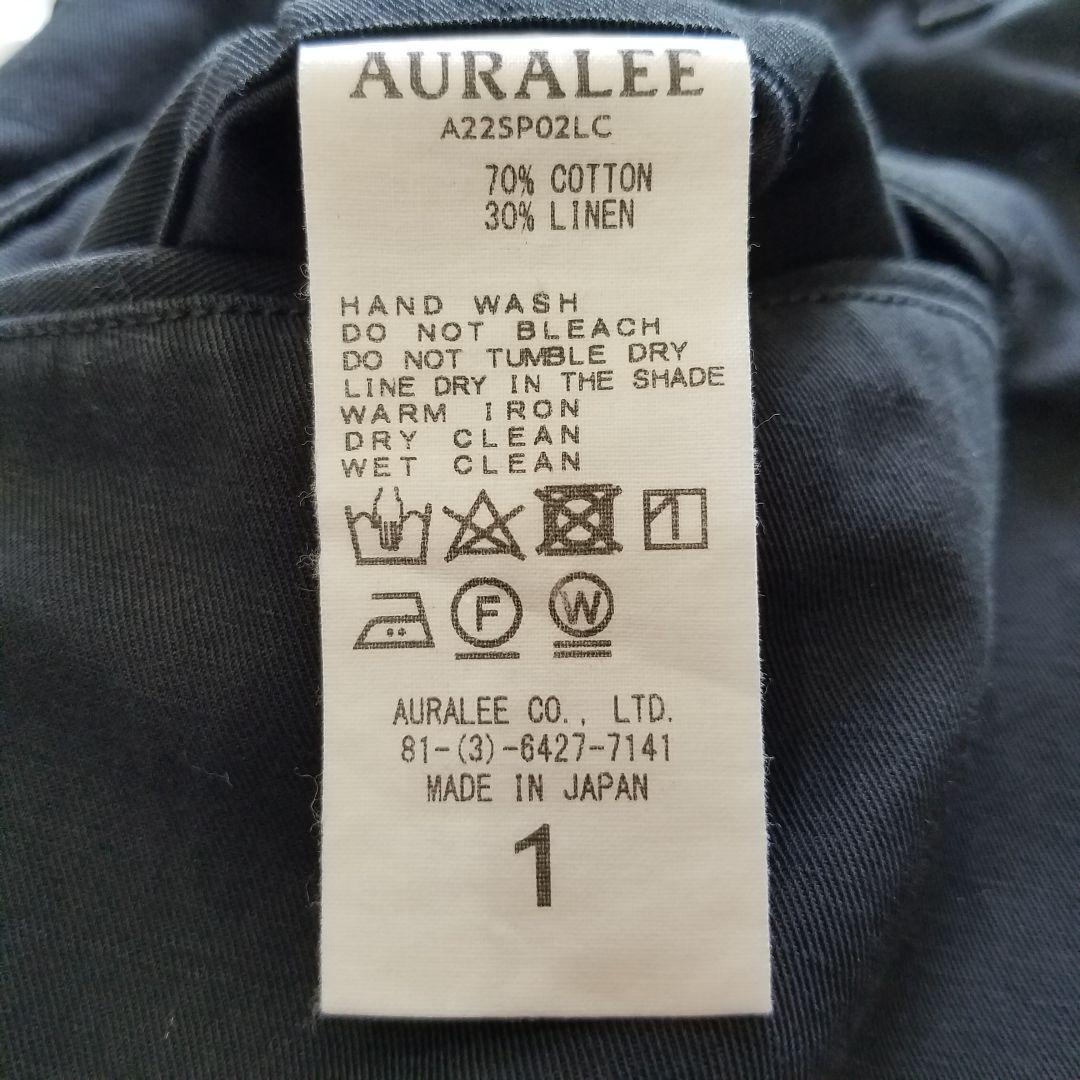 AURALEE
A22SP02LC
70% COTTON
30% LINEN
HAND WASH
DO NOT BLEACH
DO NOT TUMBLE DRY
LINE DRY IN THE SHADE
WARM IRON
DRY CLEAN
WET CLEAN
F W
AURALEE CO., LTD.
81-(3)-6427-7141
MADE IN JAPAN
1